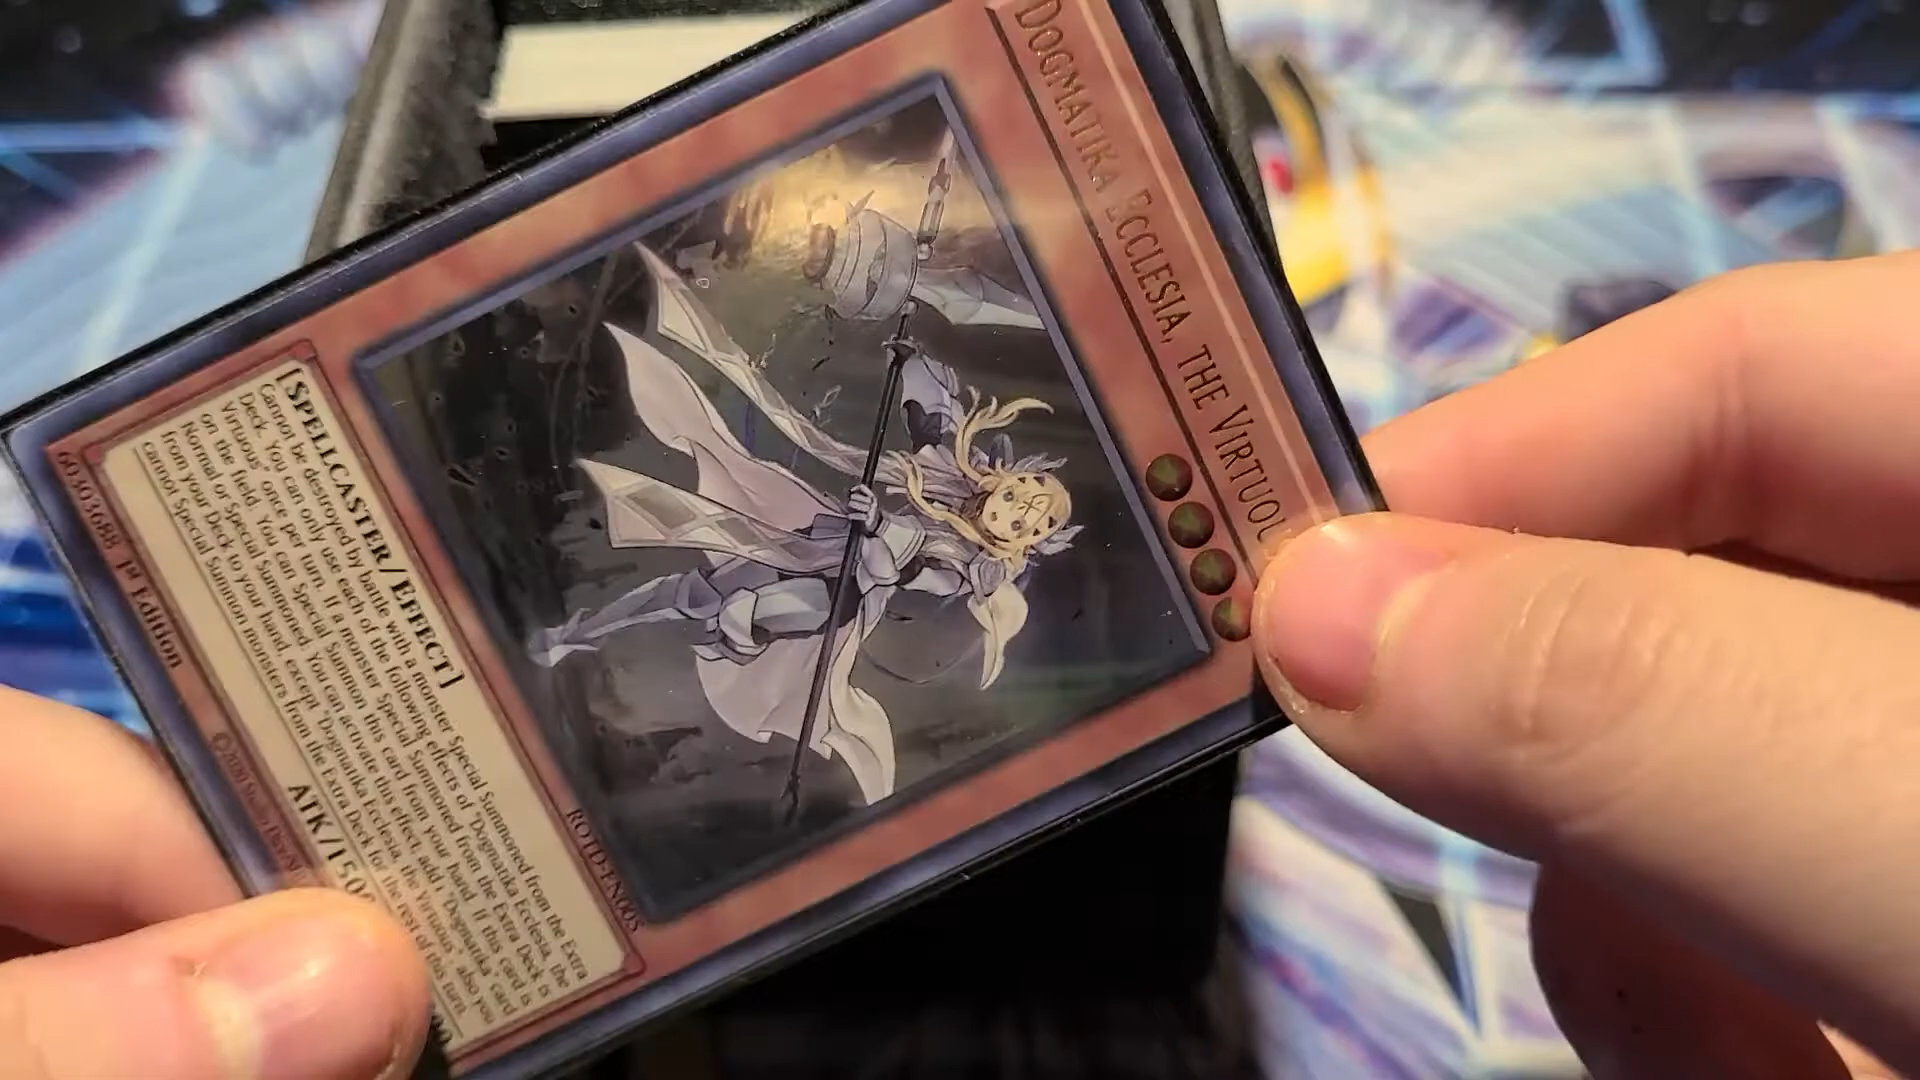 DOGMATIKA ECCLESIA, THE VIRTUOU
ROTD-EN005
[SPELLCASTER/EFFECT]
Cannot be destroyed by battle with a monster Special Summoned from the Extra
Deck. You can only use each of the following effects of "Dogmatika Ecclesia, the
Virtuous" once per turn. If a monster Special Summoned from the Extra Deck is
on the field: You can Special Summon this card from your hand. If this card is
Normal or Special Summoned: You can activate this effect; add 1 "Dogmatika" card
from your Deck to your hand, except "Dogmatika Ecclesia, the Virtuous", also you
cannot Special Summon monsters from the Extra Deck for the rest of this turn.
ATK/150
60303688 1st Edition
©2020 Studio Dice/